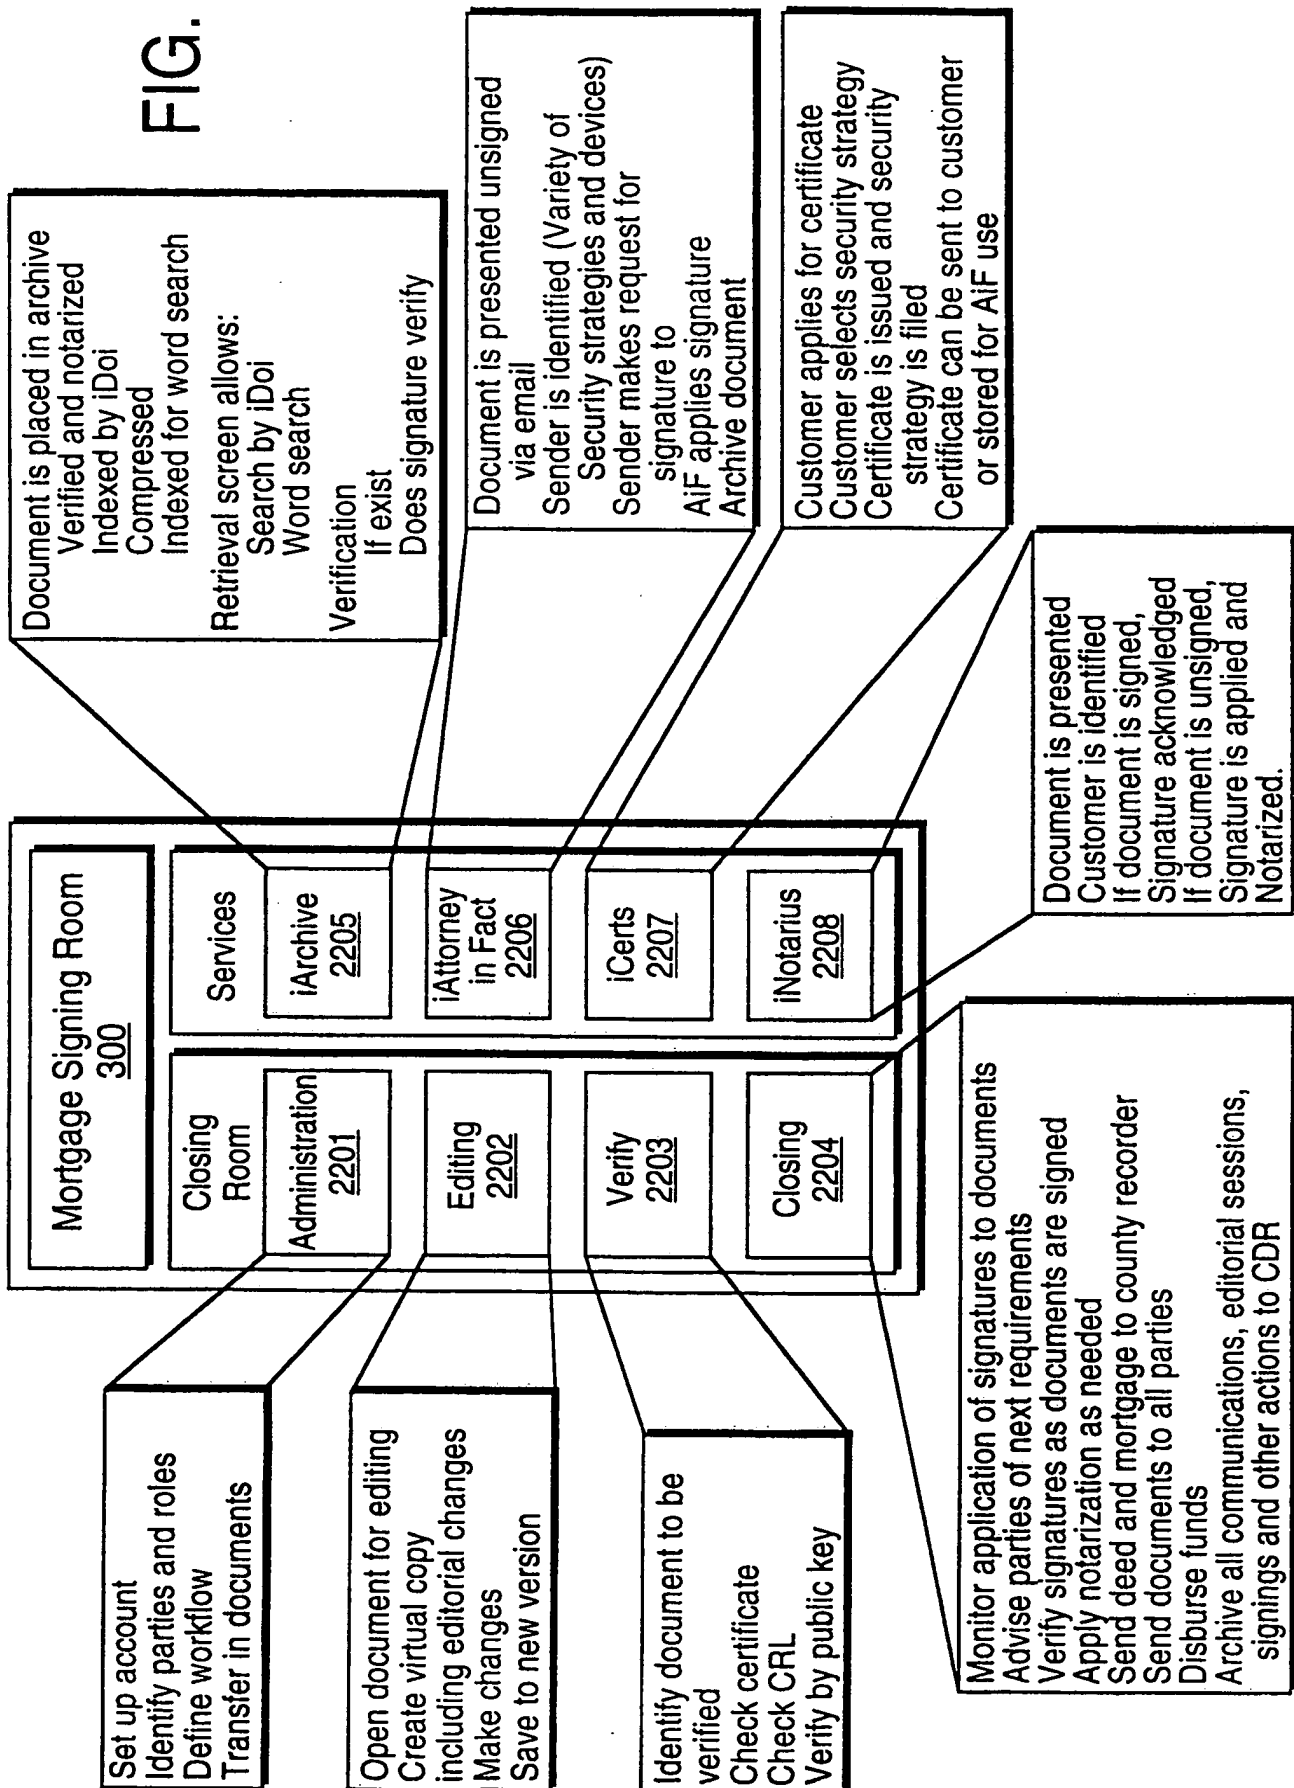 FIG.
Mortgage Signing Room
300
Closing
Room
Administration
2201
Editing
2202
Verify
2203
Closing
2204
Services
iArchive
2205
iAttorney
in Fact
2206
iCerts
2207
iNotarius
2208
Set up account
Identify parties and roles
Define workflow
Transfer in documents
Open document for editing
Create virtual copy
including editorial changes
Make changes
Save to new version
Identify document to be
verified
Check certificate
Check CRL
Verify by public key
Monitor application of signatures to documents
Advise parties of next requirements
Verify signatures as documents are signed
Apply notarization as needed
Send deed and mortgage to county recorder
Send documents to all parties
Disburse funds
Archive all communications, editorial sessions,
signings and other actions to CDR
Document is placed in archive
Verified and notarized
Indexed by iDoi
Compressed
Indexed for word search
Retrieval screen allows:
Search by iDoi
Word search
Verification
If exist
Does signature verify
Document is presented unsigned
via email
Sender is identified (Variety of
Security strategies and devices)
Sender makes request for
signature to
AiF applies signature
Archive document
Customer applies for certificate
Customer selects security strategy
Certificate is issued and security
strategy is filed
Certificate can be sent to customer
or stored for AiF use
Document is presented
Customer is identified
If document is signed,
Signature acknowledged
If document is unsigned,
Signature is applied and
Notarized.